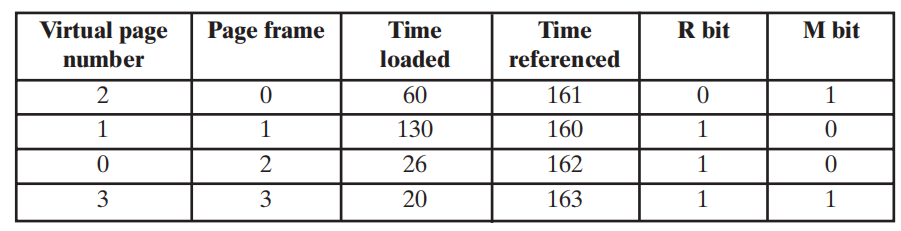 Virtual page number Page frame Time loaded Time referenced R bit M bit
2 0 60 161 0 1
1 1 130 160 1 0
0 2 26 162 1 0
3 3 20 163 1 1